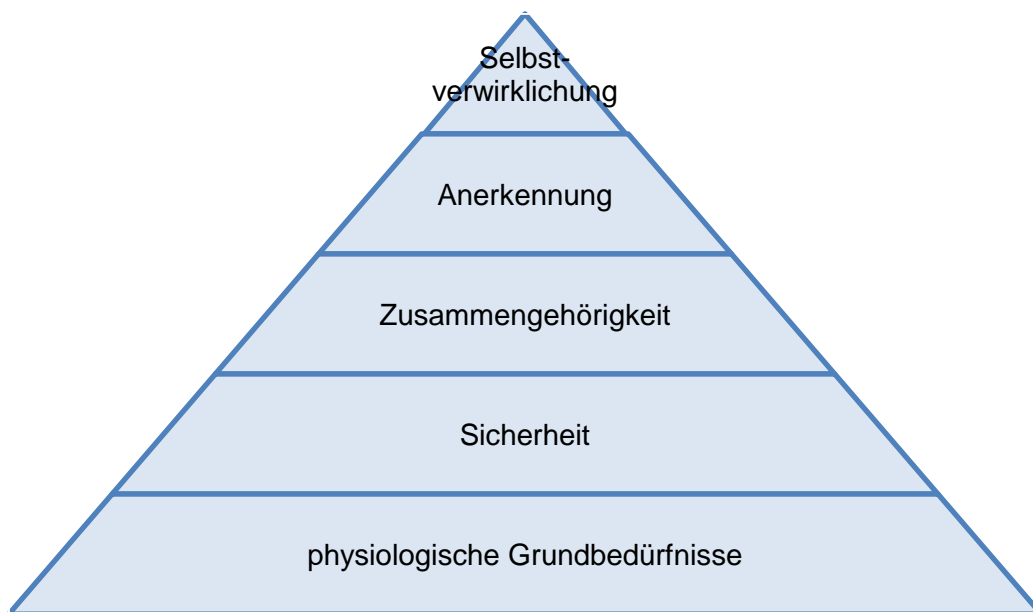 Selbst-
verwirklichung
Anerkennung
Zusammengehörigkeit
Sicherheit
physiologische Grundbedürfnisse